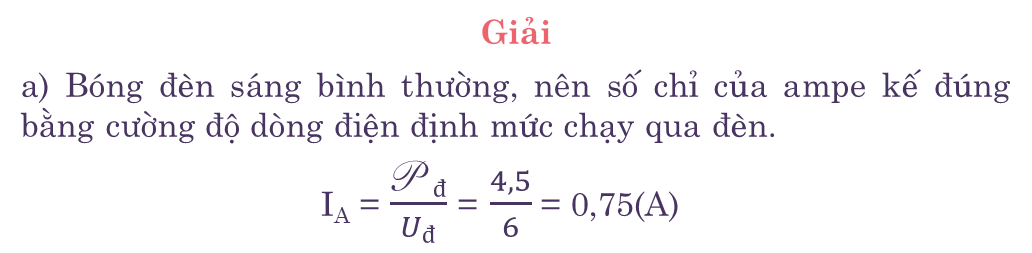 Giải
a) Bóng đèn sáng bình thường, nên số chỉ của ampe kế đúng
bằng cường độ dòng điện định mức chạy qua đèn.
I_A = 𝒫_đ / U_đ = 4,5 / 6 = 0,75(A)